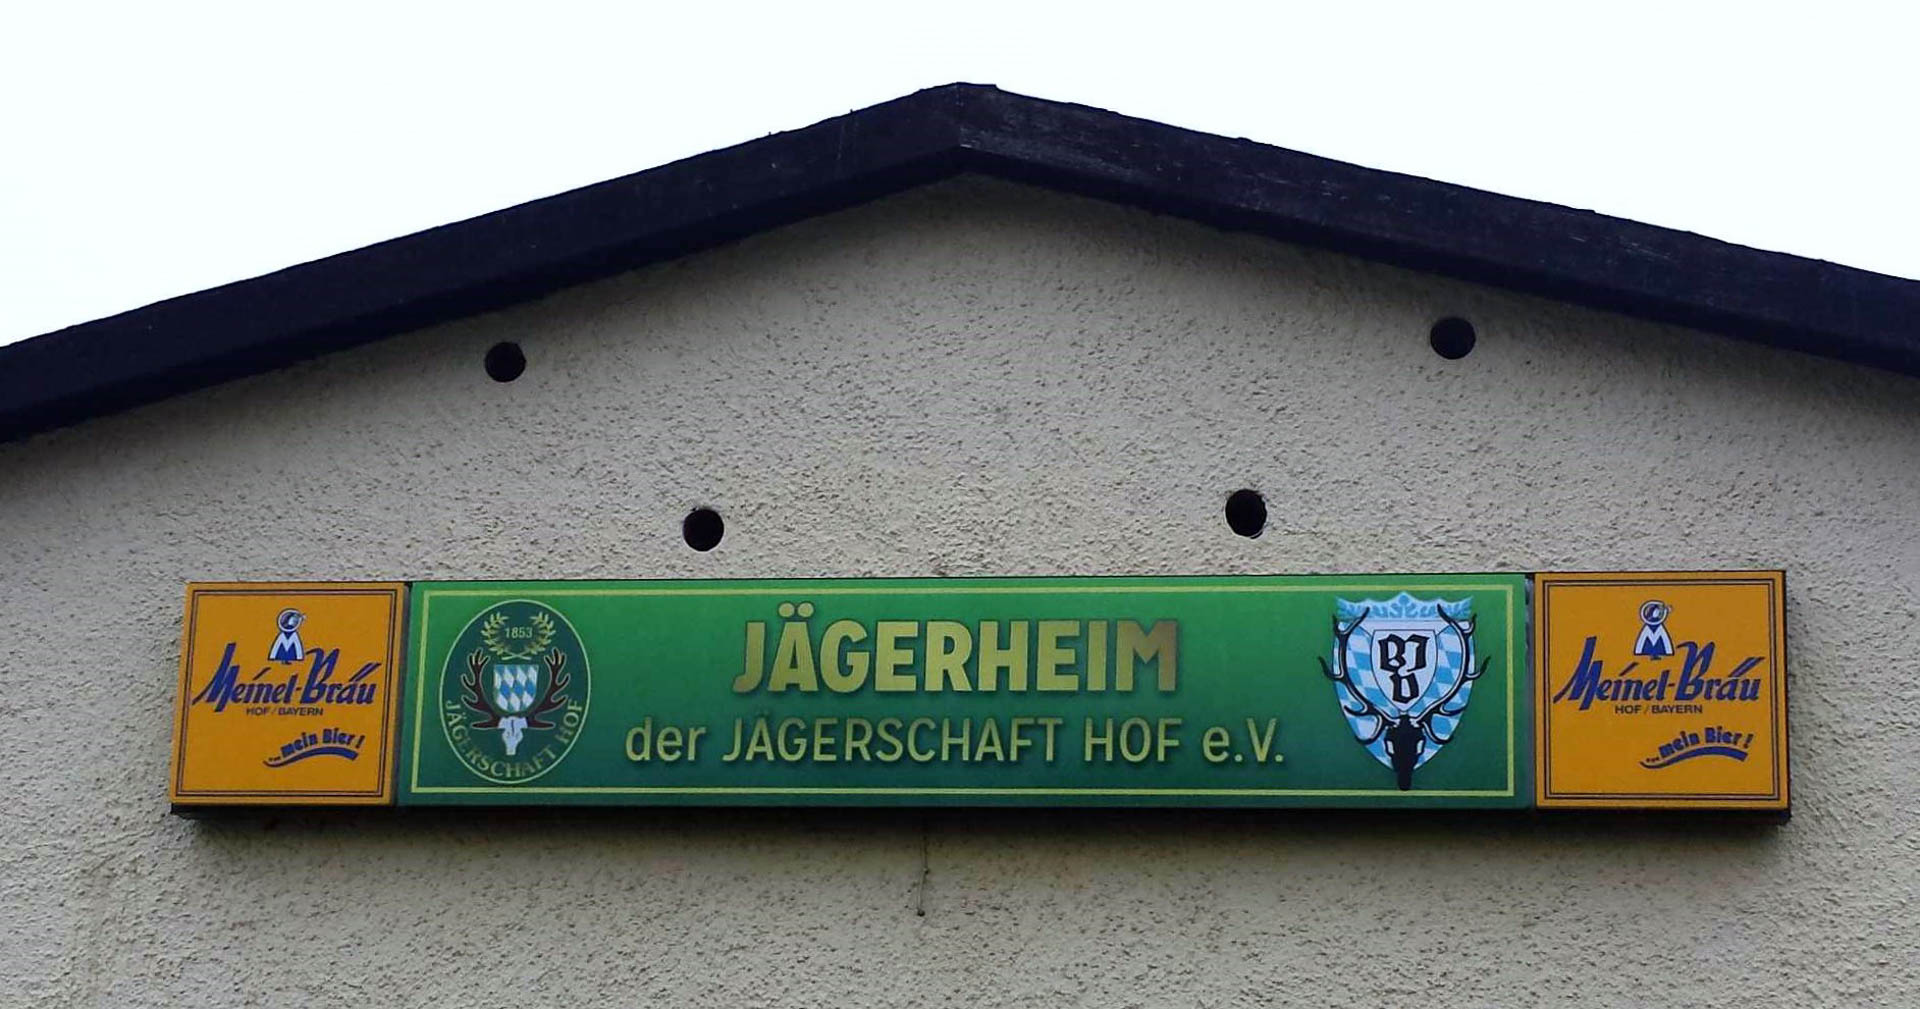 Meinel-Bräu
HOF / BAYERN
...mein Bier!
1853
JÄGERSCHAFT HOF
JÄGERHEIM
der JÄGERSCHAFT HOF e.V.
BJV
Meinel-Bräu
HOF / BAYERN
...mein Bier!